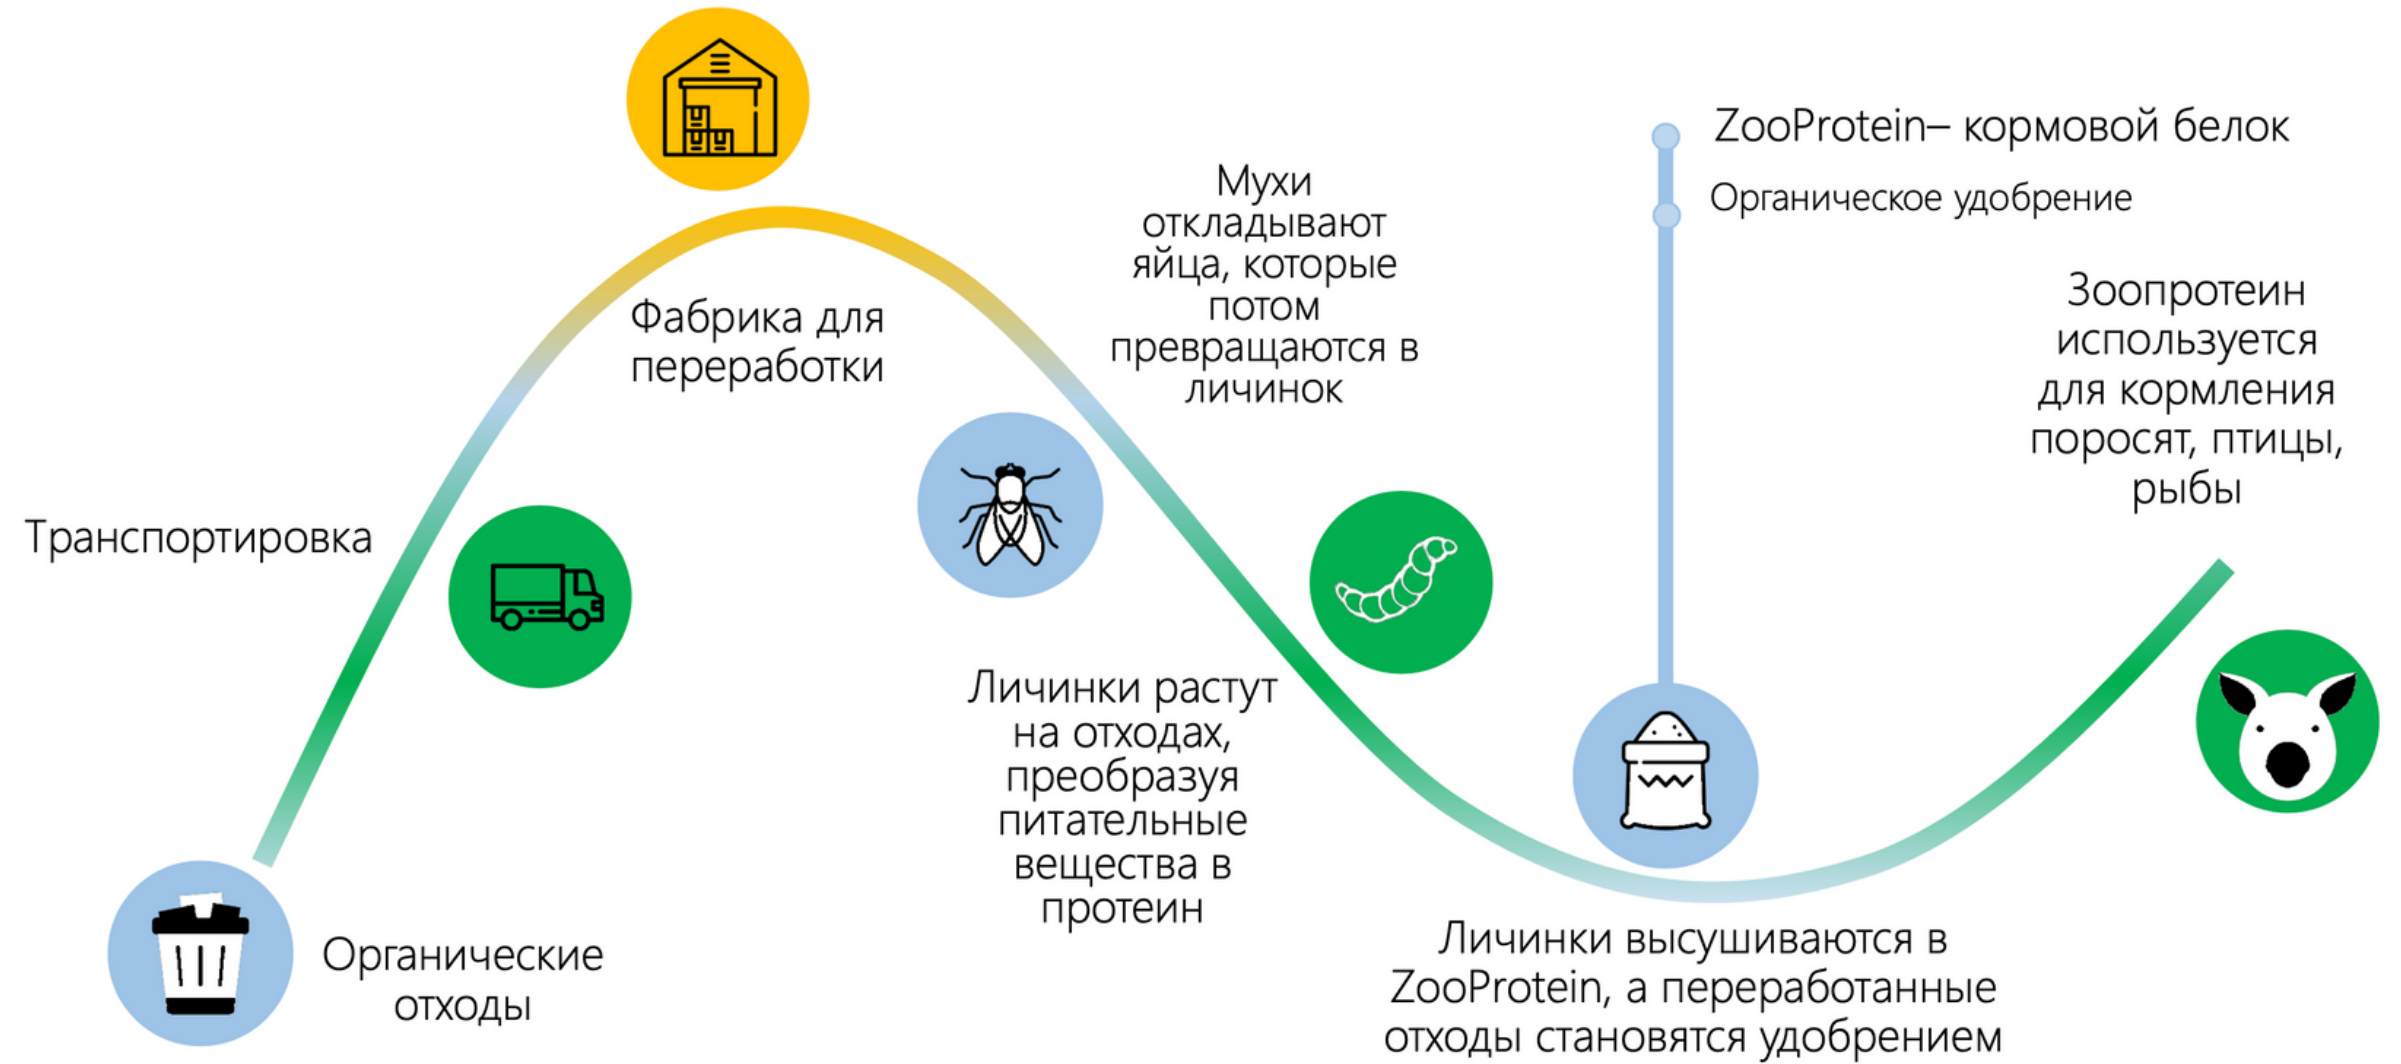 Органические
отходы
Транспортировка
Фабрика для
переработки
Мухи
откладывают
яйца, которые
потом
превращаются в
личинок
Личинки растут
на отходах,
преобразуя
питательные
вещества в
протеин
Личинки высушиваются в
ZooProtein, а переработанные
отходы становятся удобрением
ZooProtein– кормовой белок
Органическое удобрение
Зоопротеин
используется
для кормления
поросят, птицы,
рыбы